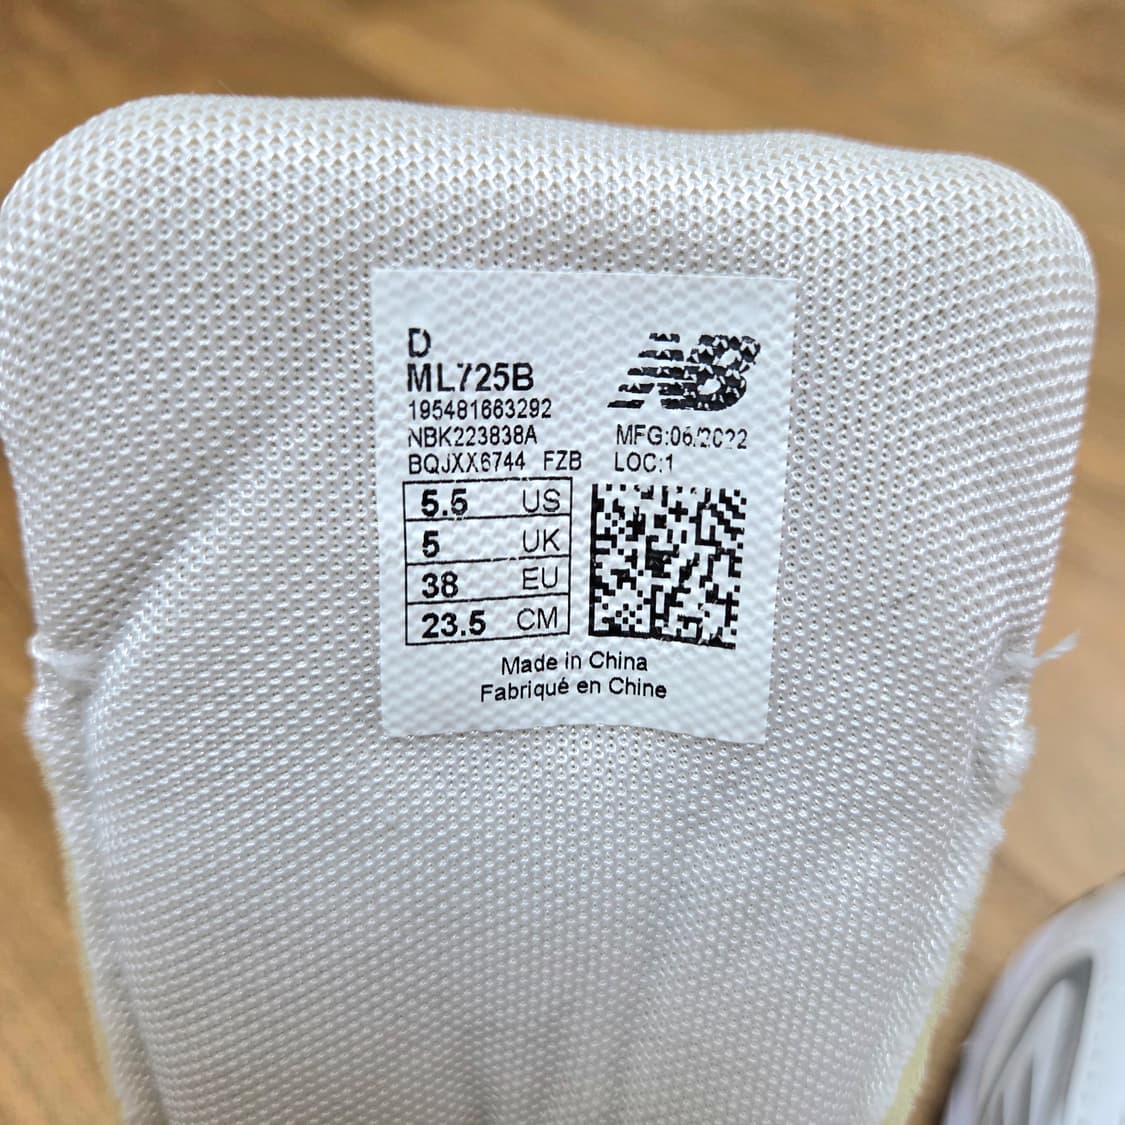 D
ML725B
195481663292
NBK223838A
MFG:06/2022
BQJXX6744 FZB
LOC:1
5.5 US
5 UK
38 EU
23.5 CM
Made in China
Fabriqué en Chine